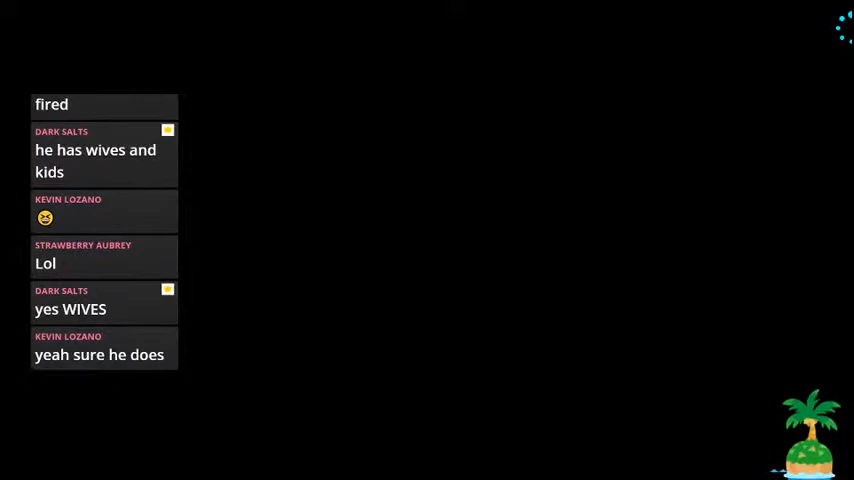 fired
DARK SALTS
he has wives and
kids
KEVIN LOZANO
😆
STRAWBERRY AUBREY
Lol
DARK SALTS
yes WIVES
KEVIN LOZANO
yeah sure he does